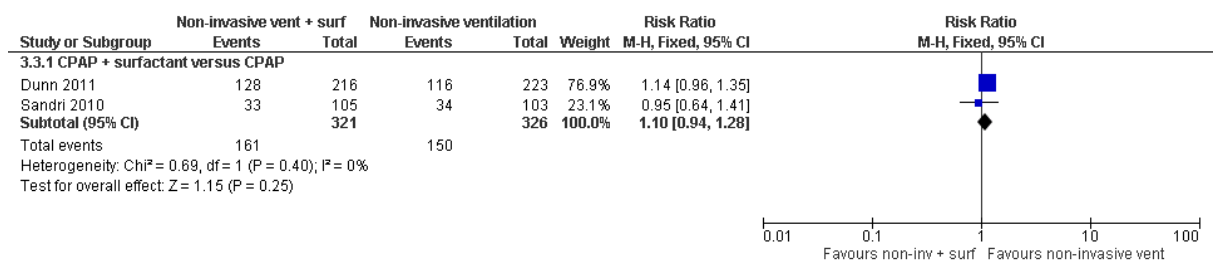 Non-invasive vent + surf Non-invasive ventilation Risk Ratio Risk Ratio
Study or Subgroup Events Total Events Total Weight M-H, Fixed, 95% CI M-H, Fixed, 95% CI
3.3.1 CPAP + surfactant versus CPAP
Dunn 2011 128 216 116 223 76.9% 1.14 [0.96, 1.35]
Sandri 2010 33 105 34 103 23.1% 0.95 [0.64, 1.41]
Subtotal (95% CI) 321 326 100.0% 1.10 [0.94, 1.28]
Total events 161 150
Heterogeneity: Chi² = 0.69, df = 1 (P = 0.40); I² = 0%
Test for overall effect: Z = 1.15 (P = 0.25)
0.01 0.1 1 10 100
Favours non-inv + surf Favours non-invasive vent